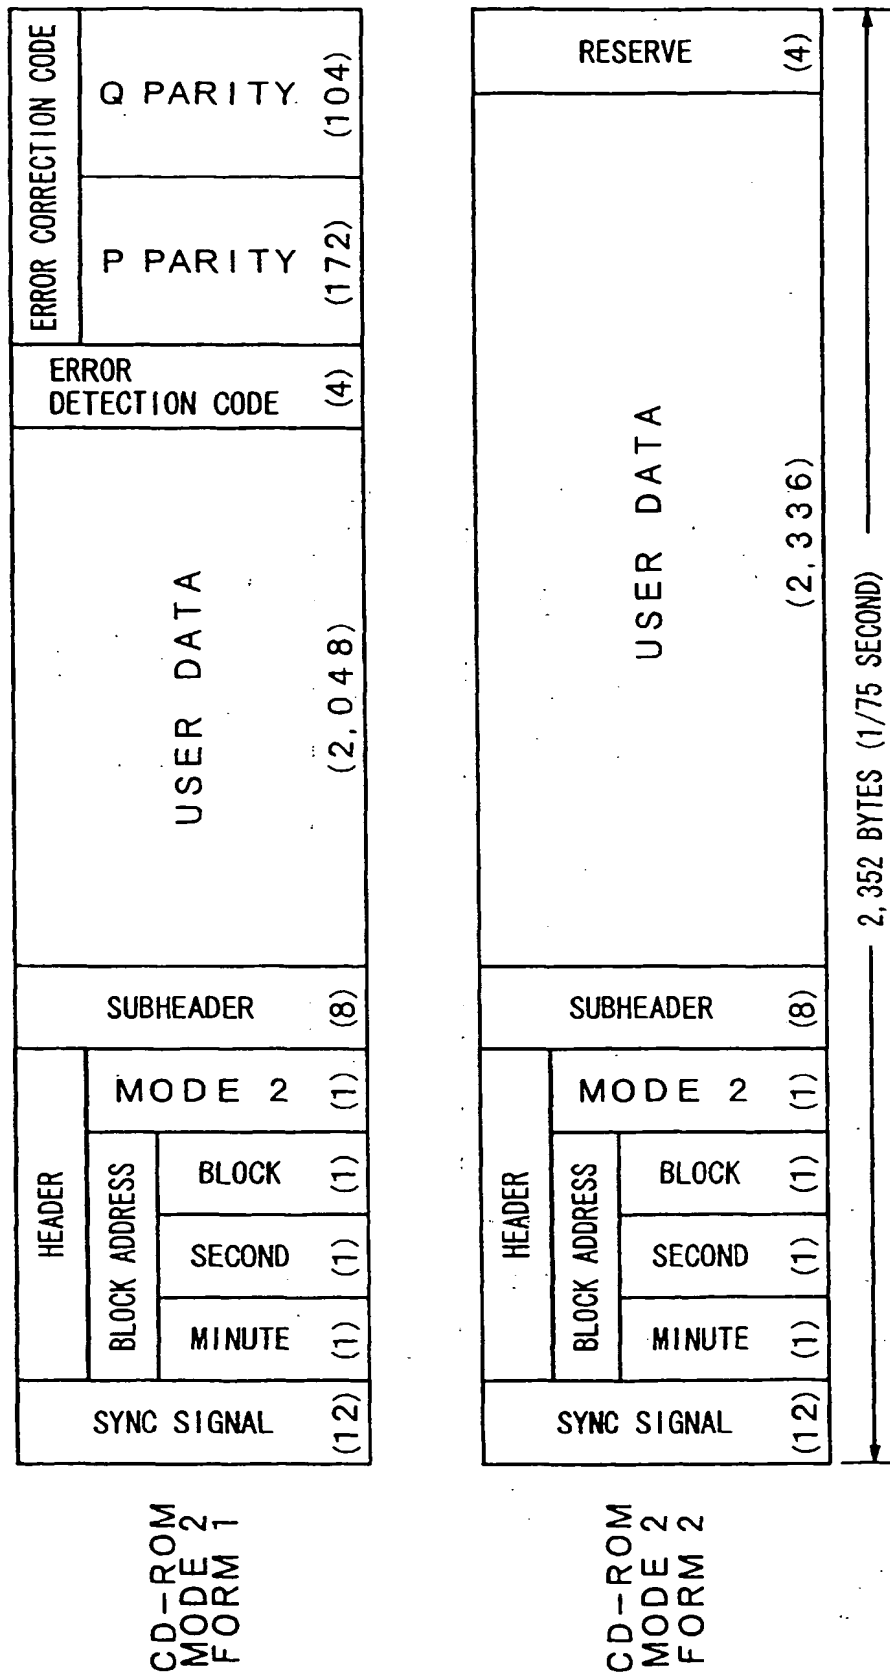 CD-ROM
MODE 2
FORM 1
SYNC SIGNAL
(12)
HEADER
BLOCK ADDRESS
MINUTE
(1)
SECOND
(1)
BLOCK
(1)
MODE 2
(1)
SUBHEADER
(8)
USER DATA
(2,048)
ERROR
DETECTION CODE
(4)
ERROR CORRECTION CODE
P PARITY
(172)
Q PARITY
(104)
CD-ROM
MODE 2
FORM 2
SYNC SIGNAL
(12)
HEADER
BLOCK ADDRESS
MINUTE
(1)
SECOND
(1)
BLOCK
(1)
MODE 2
(1)
SUBHEADER
(8)
USER DATA
(2,336)
RESERVE
(4)
2,352 BYTES (1/75 SECOND)